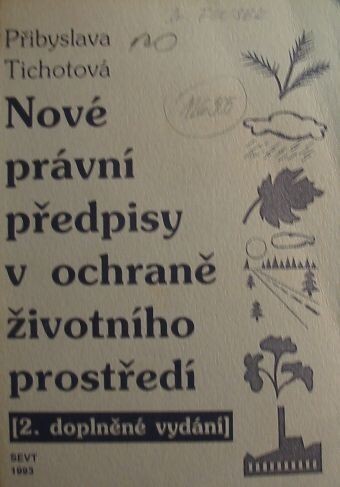 Přibyslava
Tichotová
Nové
právní
předpisy
v ochraně
životního
prostředí
[2. doplněné vydání]
SEVT
1993